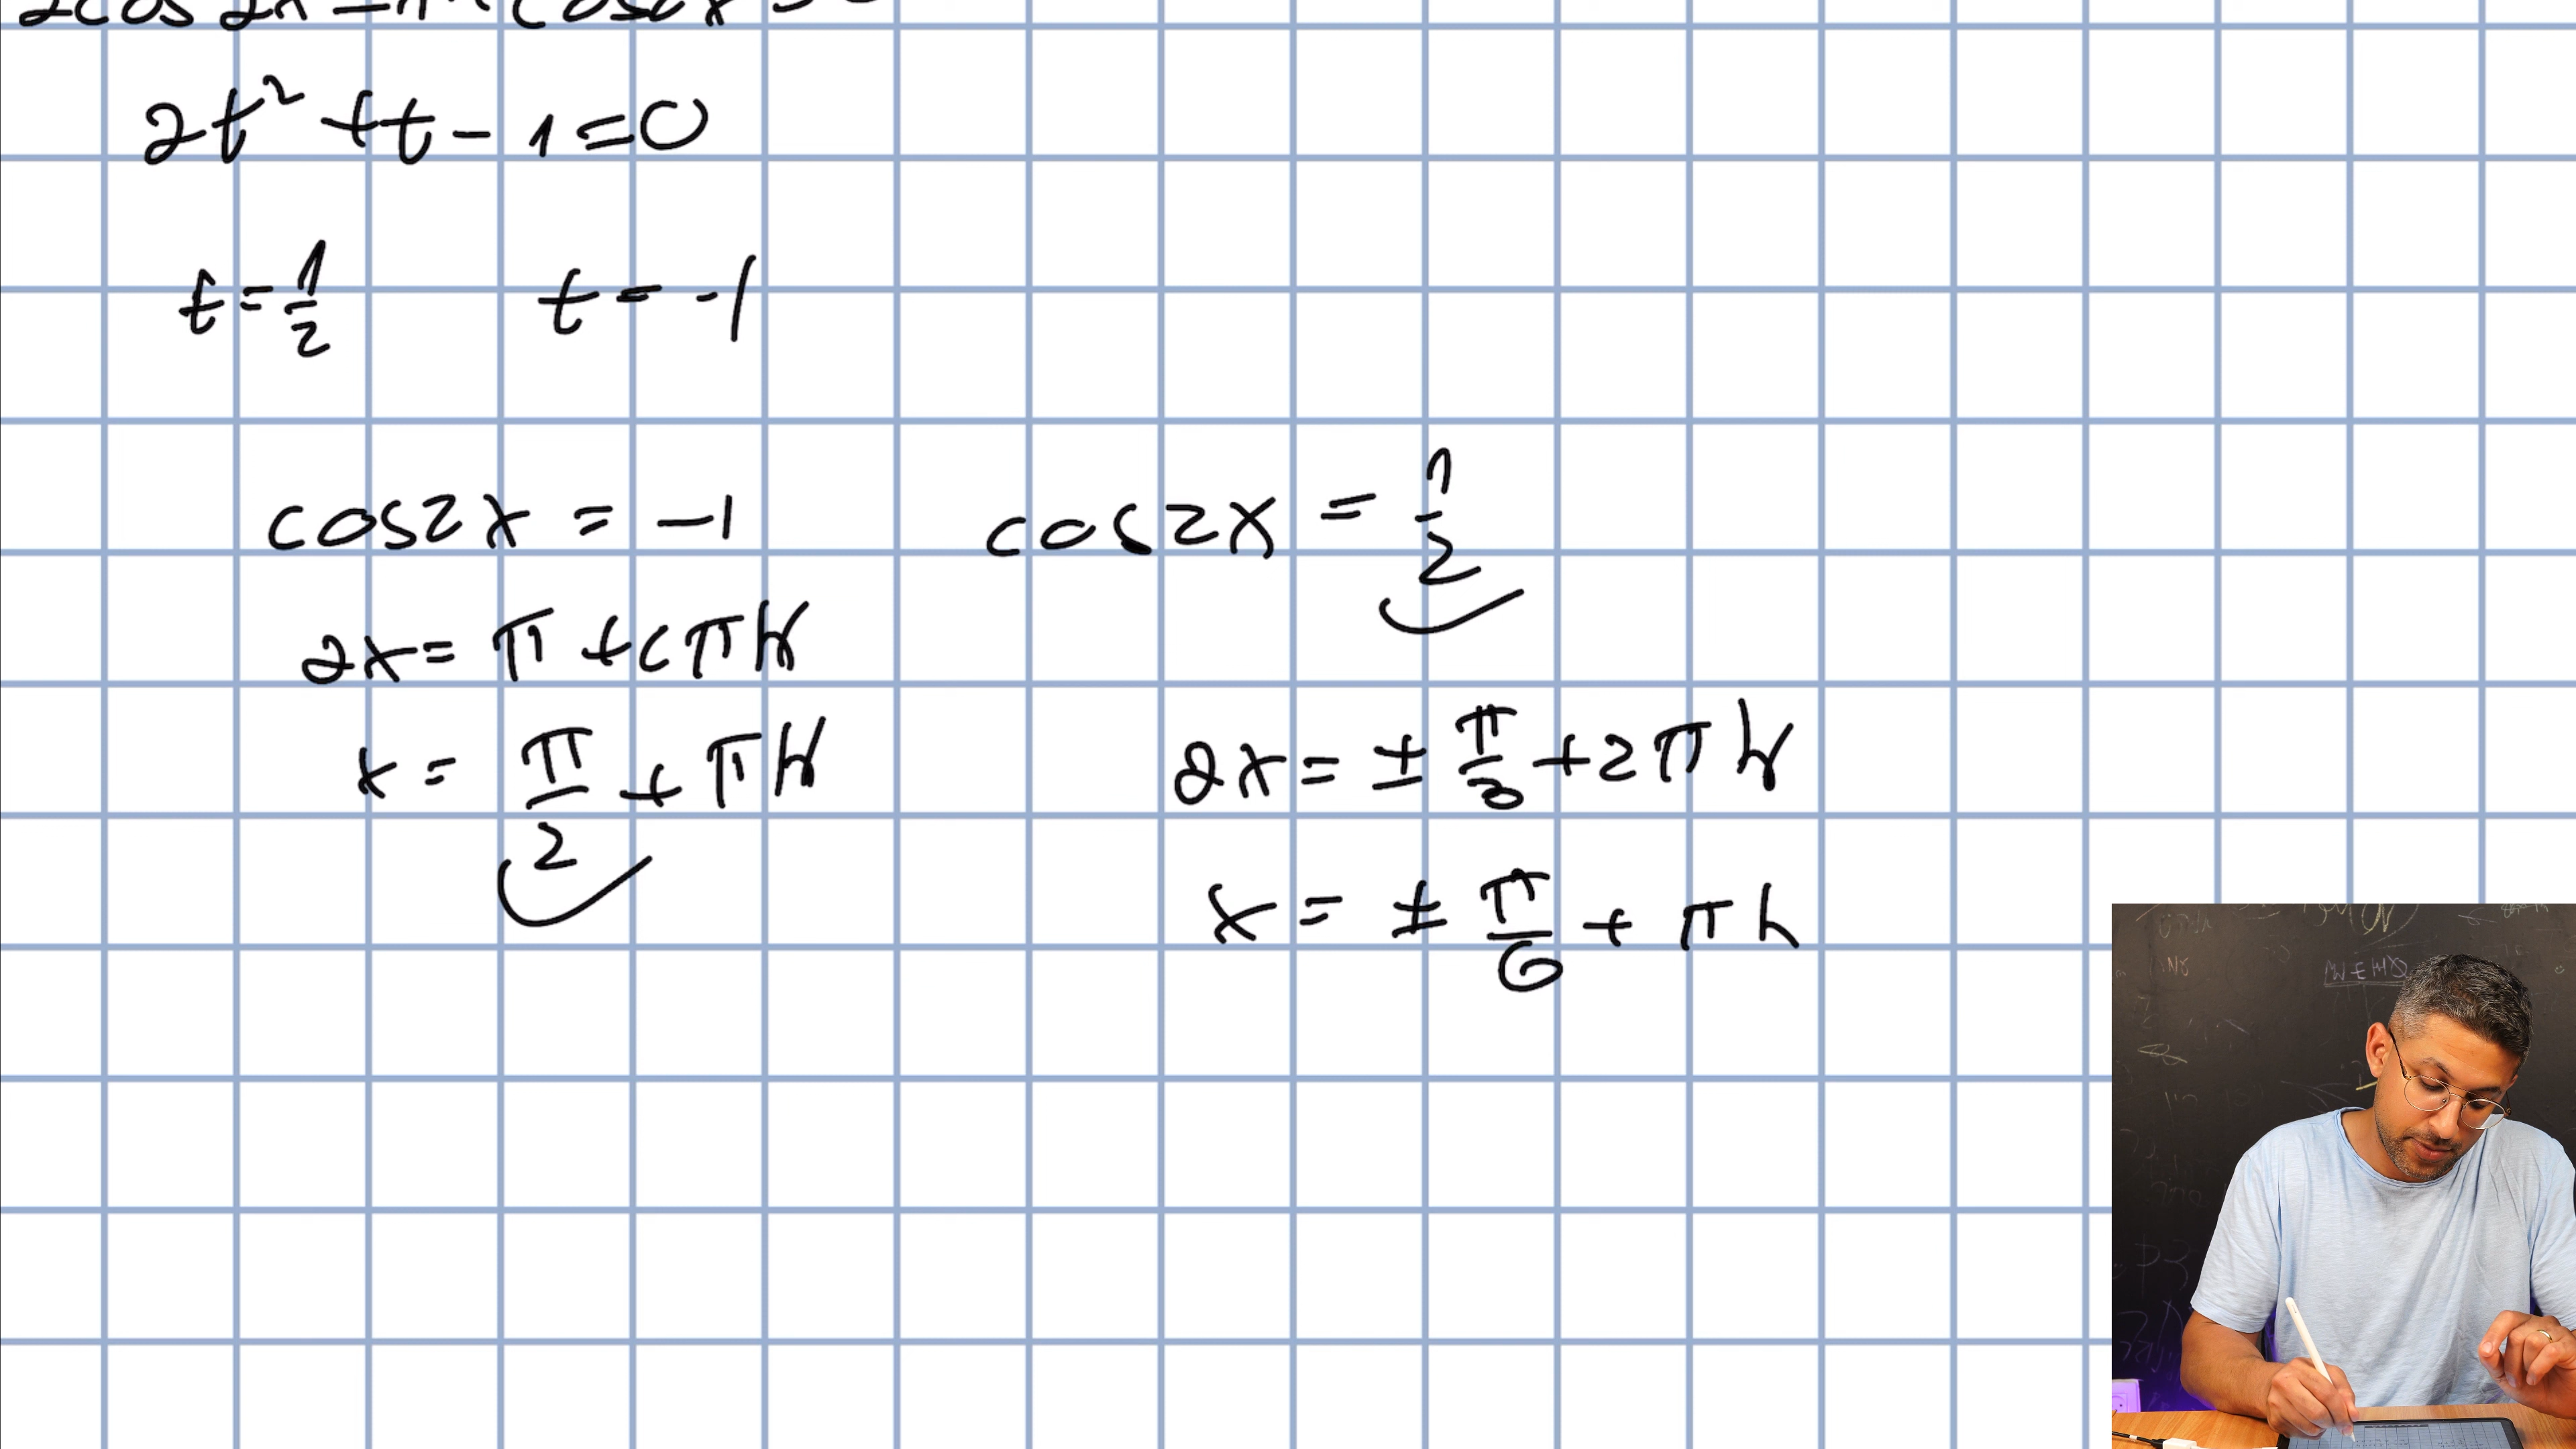 2t² + t - 1 = 0
t = 1/2 t = -1
cos2x = -1 cos2x = 1/2
2x = π + 2πk 2x = ± π/3 + 2πk
x = π/2 + πk x = ± π/6 + πk